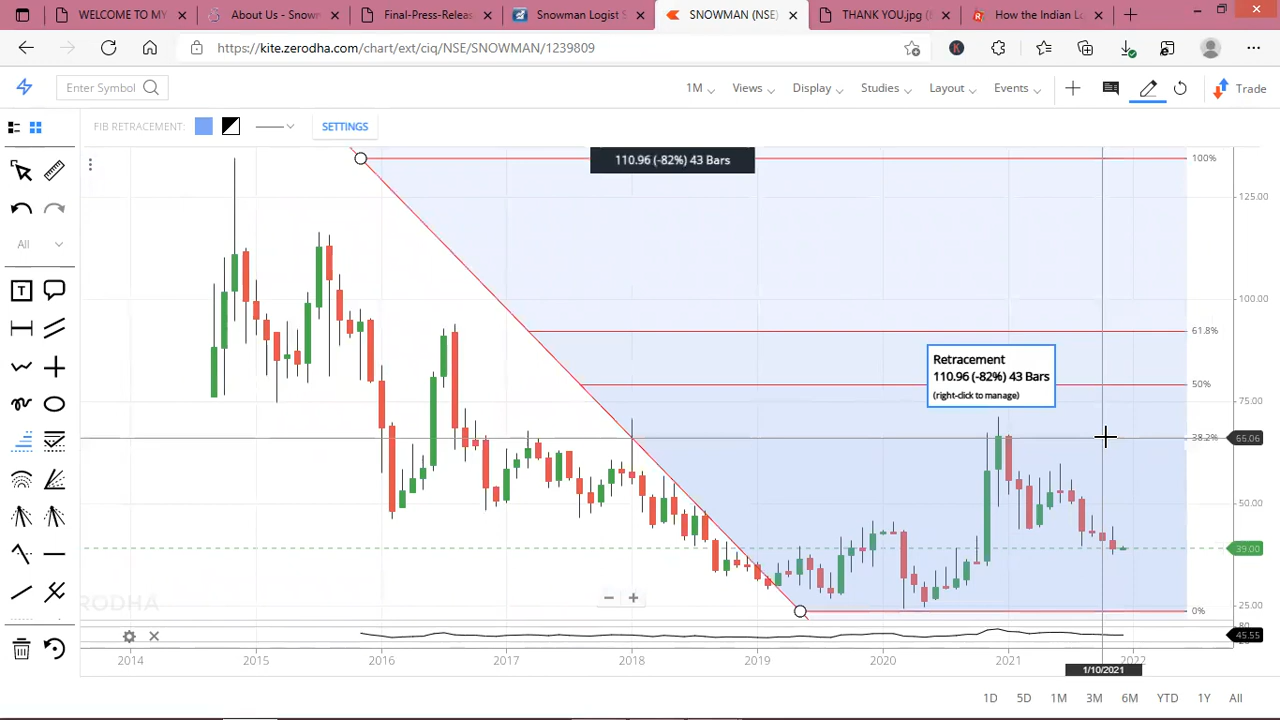 WELCOME TO MY
About Us - Snown
Final-Press-Releas
Snowman Logist S
SNOWMAN (NSE)
THANK YOU.jpg (8
How the Indian Lo
https://kite.zerodha.com/chart/ext/ciq/NSE/SNOWMAN/1239809
Enter Symbol
1M
Views
Display
Studies
Layout
Events
Trade
FIB RETRACEMENT:
SETTINGS
110.96 (-82%) 43 Bars
100%
125.00
All
100.00
61.8%
Retracement
110.96 (-82%) 43 Bars
(right-click to manage)
50%
75.00
38.2%
65.06
50.00
39.00
ERODHA
25.00
0%
80
45.55
2014 2015 2016 2017 2018 2019 2020 2021 2022
1/10/2021
1D 5D 1M 3M 6M YTD 1Y All